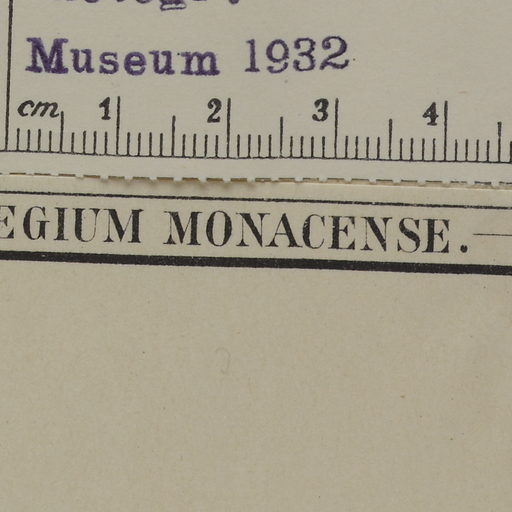 Museum 1932
cm 1 2 3 4
EGIUM MONACENSE.